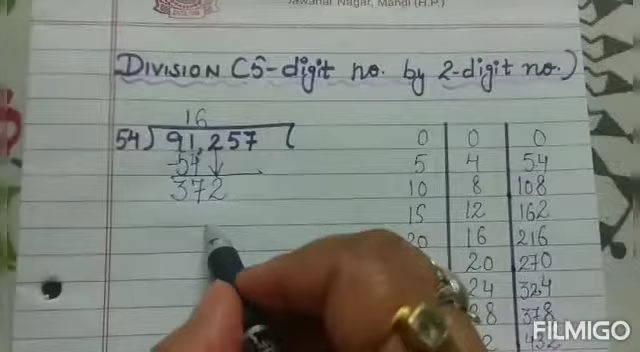 Jawahar Nagar, Mandi (H.P.)
DIVISION (5-digit no. by 2-digit no.)
16
54) 91,257 (
-54
372
0 0 0
5 4 54
10 8 108
15 12 162
20 16 216
20 270
24 324
28 378
432
FILMIGO